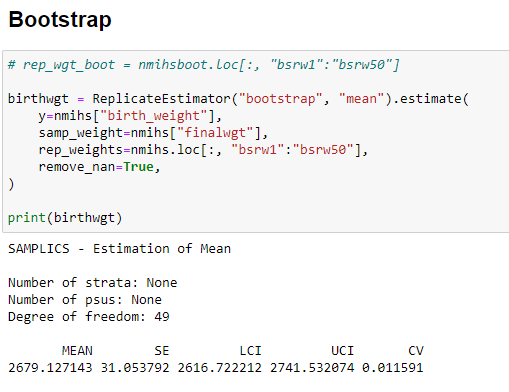 Bootstrap
# rep_wgt_boot = nmihsboot.loc[:, "bsrw1":"bsrw50"]
birthwgt = ReplicateEstimator("bootstrap", "mean").estimate(
    y=nmihs["birth_weight"],
    samp_weight=nmihs["finalwgt"],
    rep_weights=nmihs.loc[:, "bsrw1":"bsrw50"],
    remove_nan=True,
)
print(birthwgt)
SAMPLICS - Estimation of Mean
Number of strata: None
Number of psus: None
Degree of freedom: 49
MEAN SE LCI UCI CV
2679.127143 31.053792 2616.722212 2741.532074 0.011591